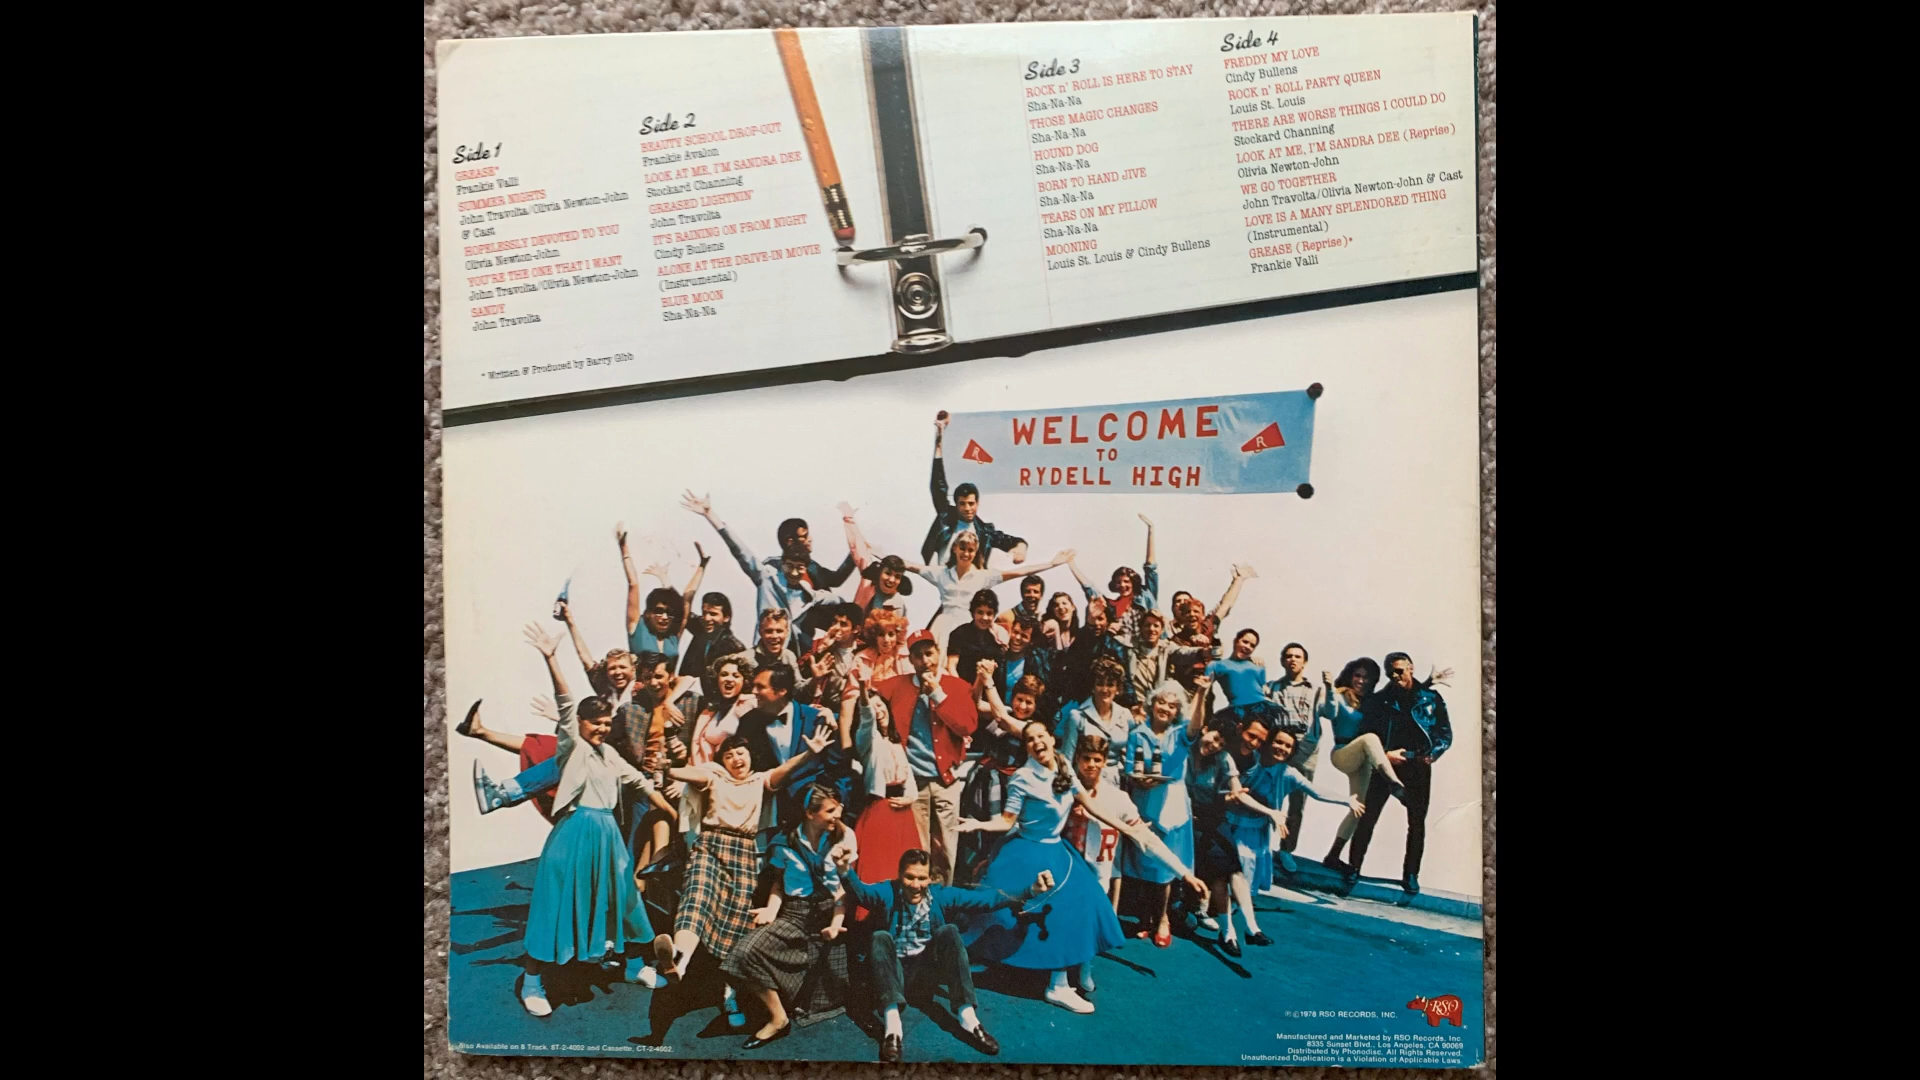 Side 1
GREASE*
Frankie Valli
SUMMER NIGHTS
John Travolta/Olivia Newton-John
& Cast
HOPELESSLY DEVOTED TO YOU
Olivia Newton-John
YOU'RE THE ONE THAT I WANT
John Travolta/Olivia Newton-John
SANDY
John Travolta
* Written & Produced by Barry Gibb
Side 2
BEAUTY SCHOOL DROP-OUT
Frankie Avalon
LOOK AT ME, I'M SANDRA DEE
Stockard Channing
GREASED LIGHTNIN'
John Travolta
IT'S RAINING ON PROM NIGHT
Cindy Bullens
ALONE AT THE DRIVE-IN MOVIE
(Instrumental)
BLUE MOON
Sha-Na-Na
Side 3
ROCK n' ROLL IS HERE TO STAY
Sha-Na-Na
THOSE MAGIC CHANGES
Sha-Na-Na
HOUND DOG
Sha-Na-Na
BORN TO HAND JIVE
Sha-Na-Na
TEARS ON MY PILLOW
Sha-Na-Na
MOONING
Louis St. Louis & Cindy Bullens
Side 4
FREDDY MY LOVE
Cindy Bullens
ROCK n' ROLL PARTY QUEEN
Louis St. Louis
THERE ARE WORSE THINGS I COULD DO
Stockard Channing
LOOK AT ME, I'M SANDRA DEE (Reprise)
Olivia Newton-John
WE GO TOGETHER
John Travolta/Olivia Newton-John & Cast
LOVE IS A MANY SPLENDORED THING
(Instrumental)
GREASE (Reprise)*
Frankie Valli
WELCOME
TO
RYDELL HIGH
R
R
R
Also Available on 8 Track, 8T-2-4002 and Cassette, CT-2-4002.
℗©1978 RSO RECORDS, INC.
RSO
Manufactured and Marketed by RSO Records, Inc.
8335 Sunset Blvd., Los Angeles, CA 90069
Distributed by Phonodisc. All Rights Reserved.
Unauthorized Duplication is a Violation of Applicable Laws.